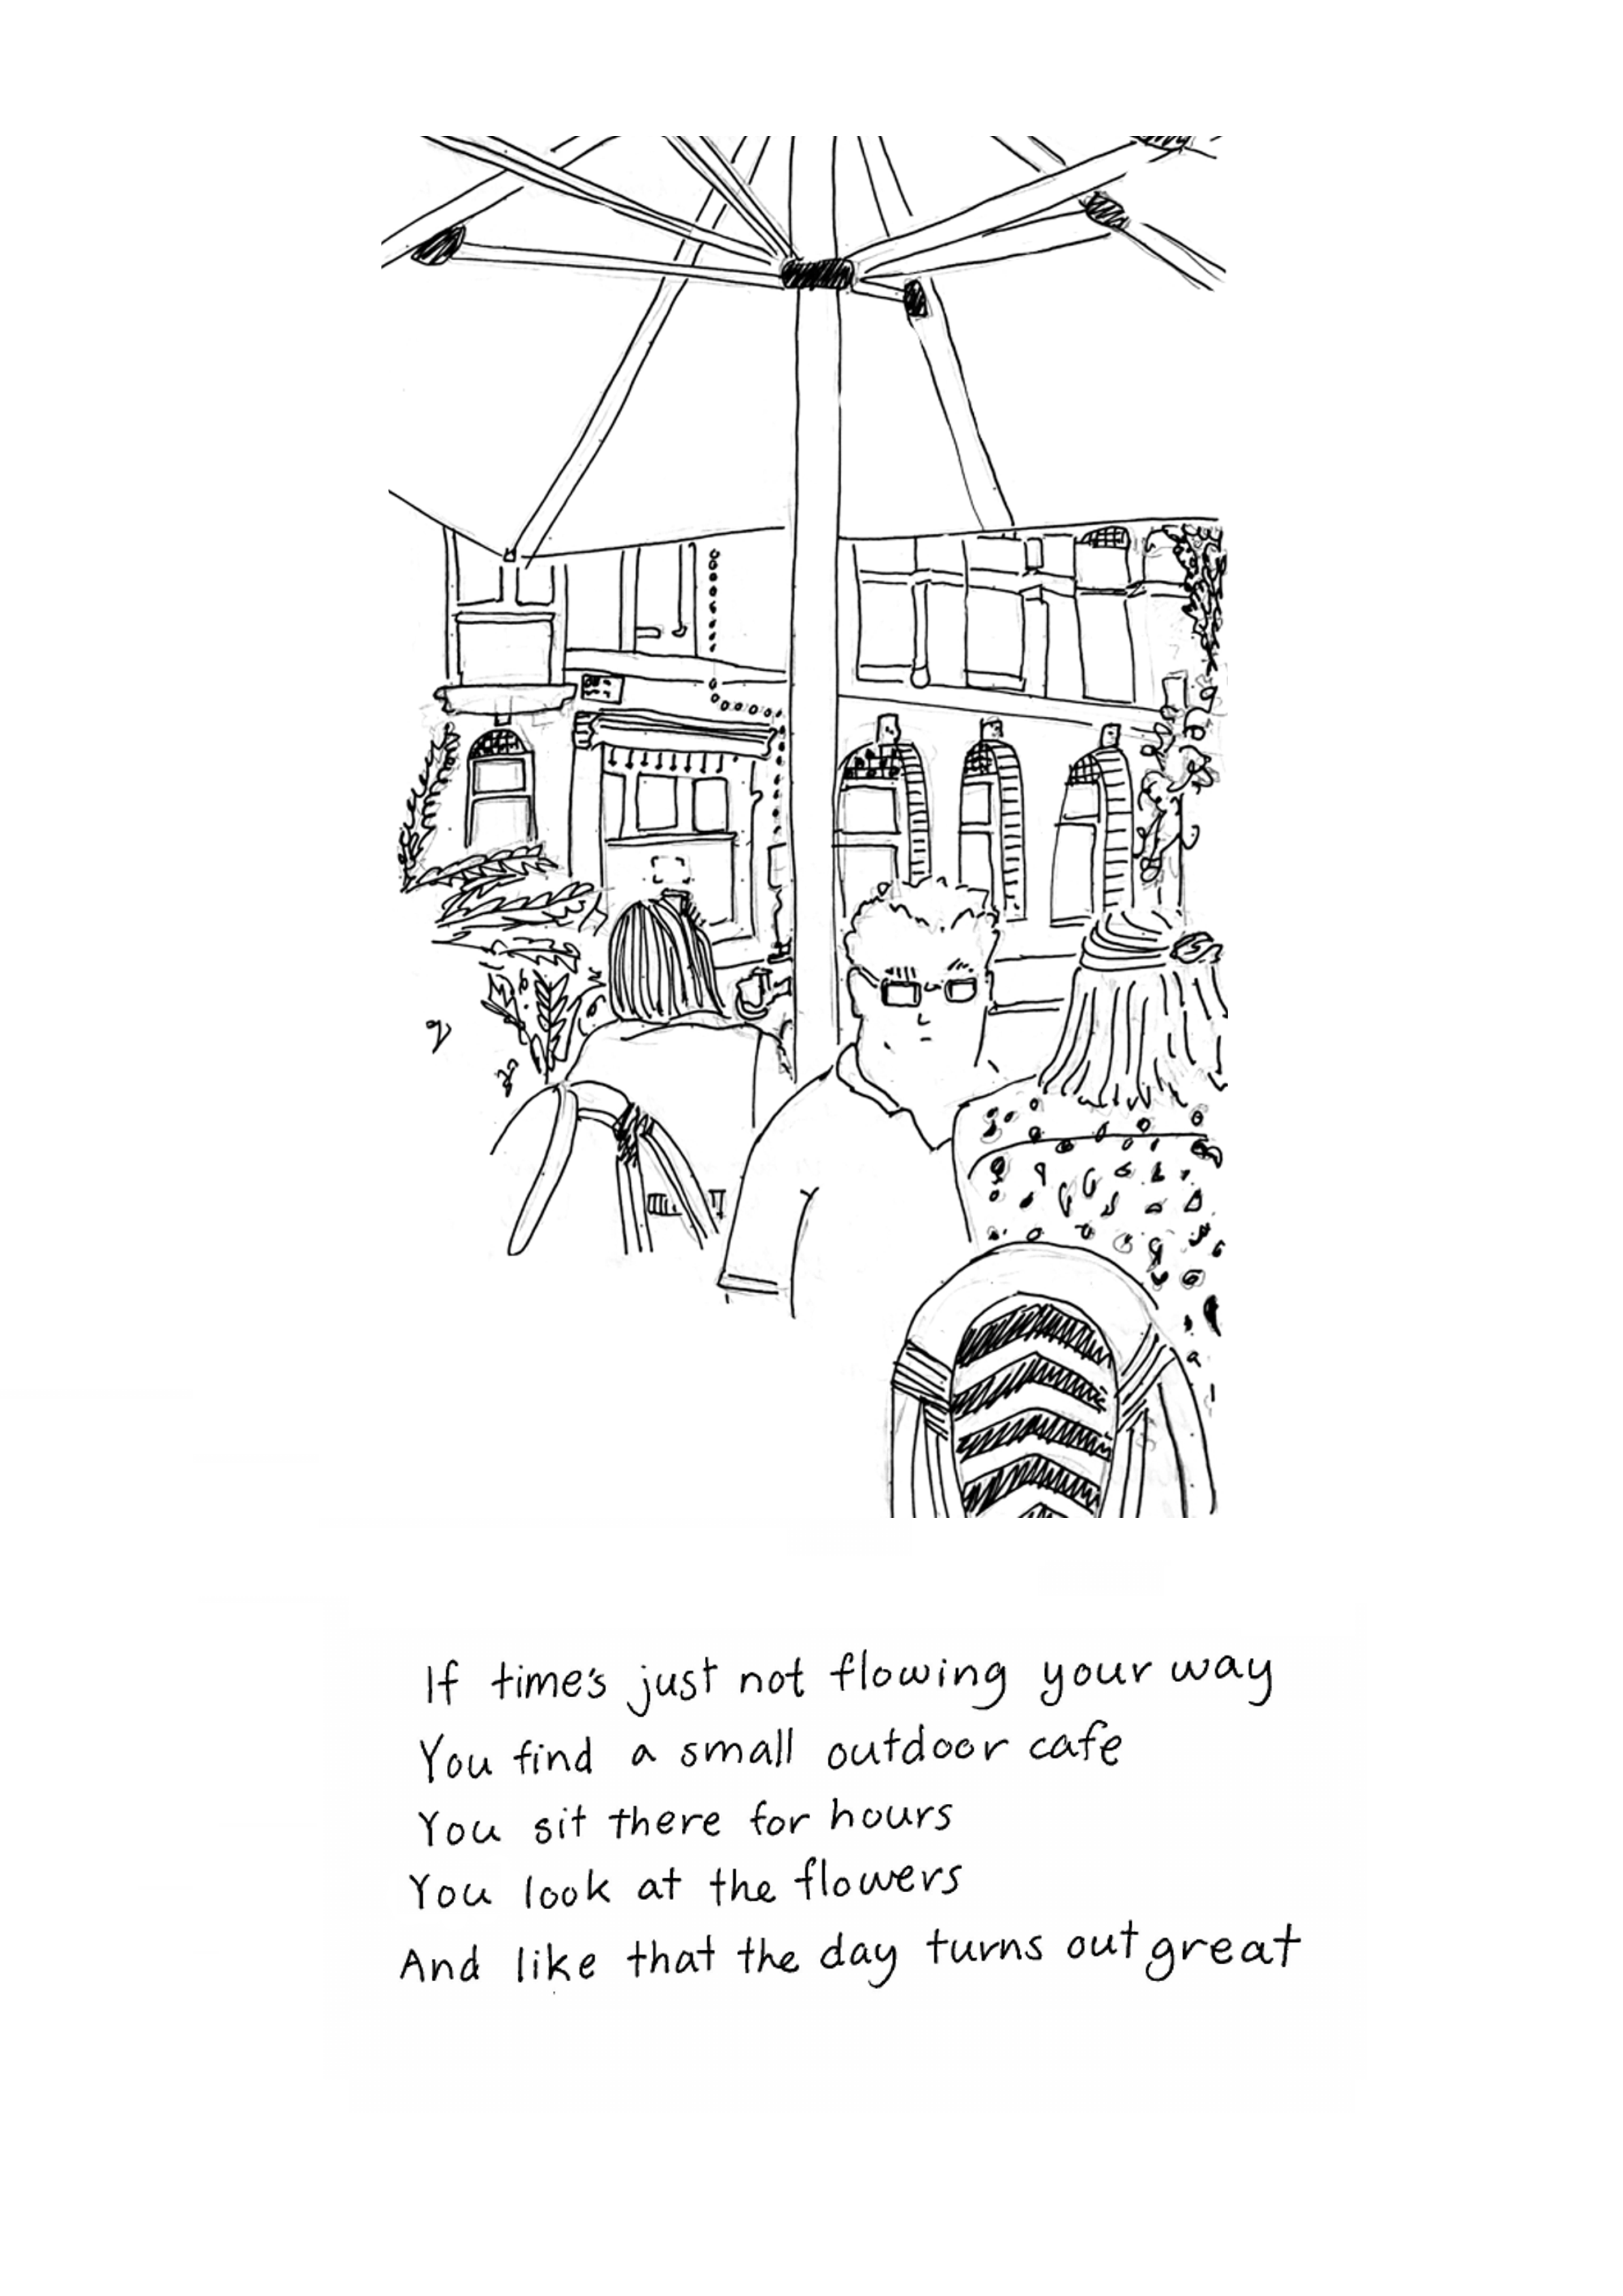 If time's just not flowing your way
You find a small outdoor cafe
You sit there for hours
You look at the flowers
And like that the day turns out great